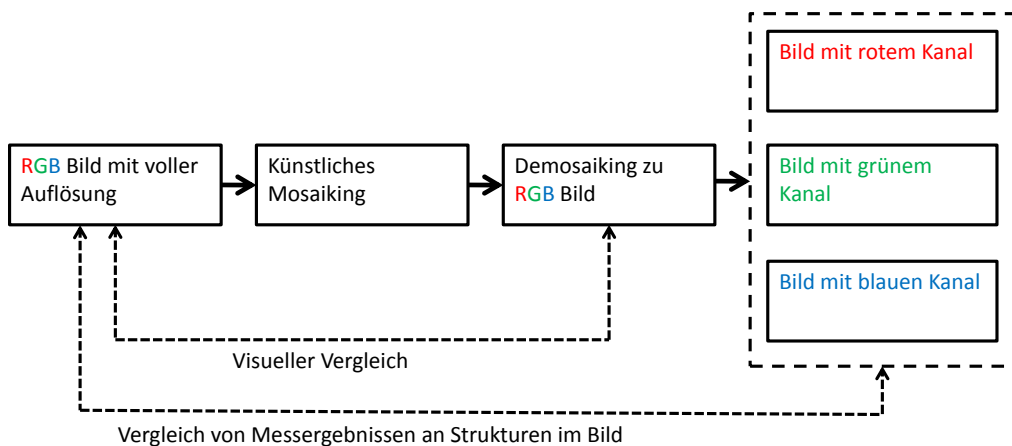 RGB Bild mit voller
Auflösung
Künstliches
Mosaiking
Demosaiking zu
RGB Bild
Bild mit rotem Kanal
Bild mit grünem
Kanal
Bild mit blauen Kanal
Visueller Vergleich
Vergleich von Messergebnissen an Strukturen im Bild